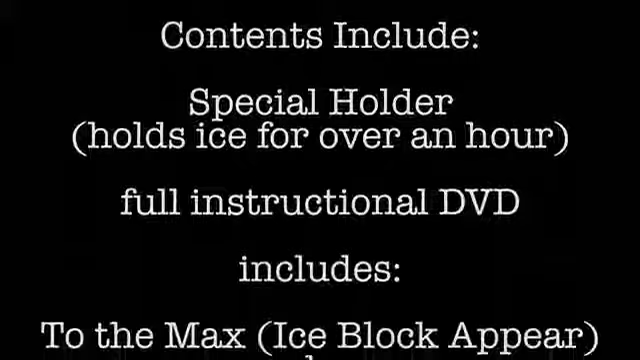 Contents Include:
Special Holder
(holds ice for over an hour)
full instructional DVD
includes:
To the Max (Ice Block Appear)